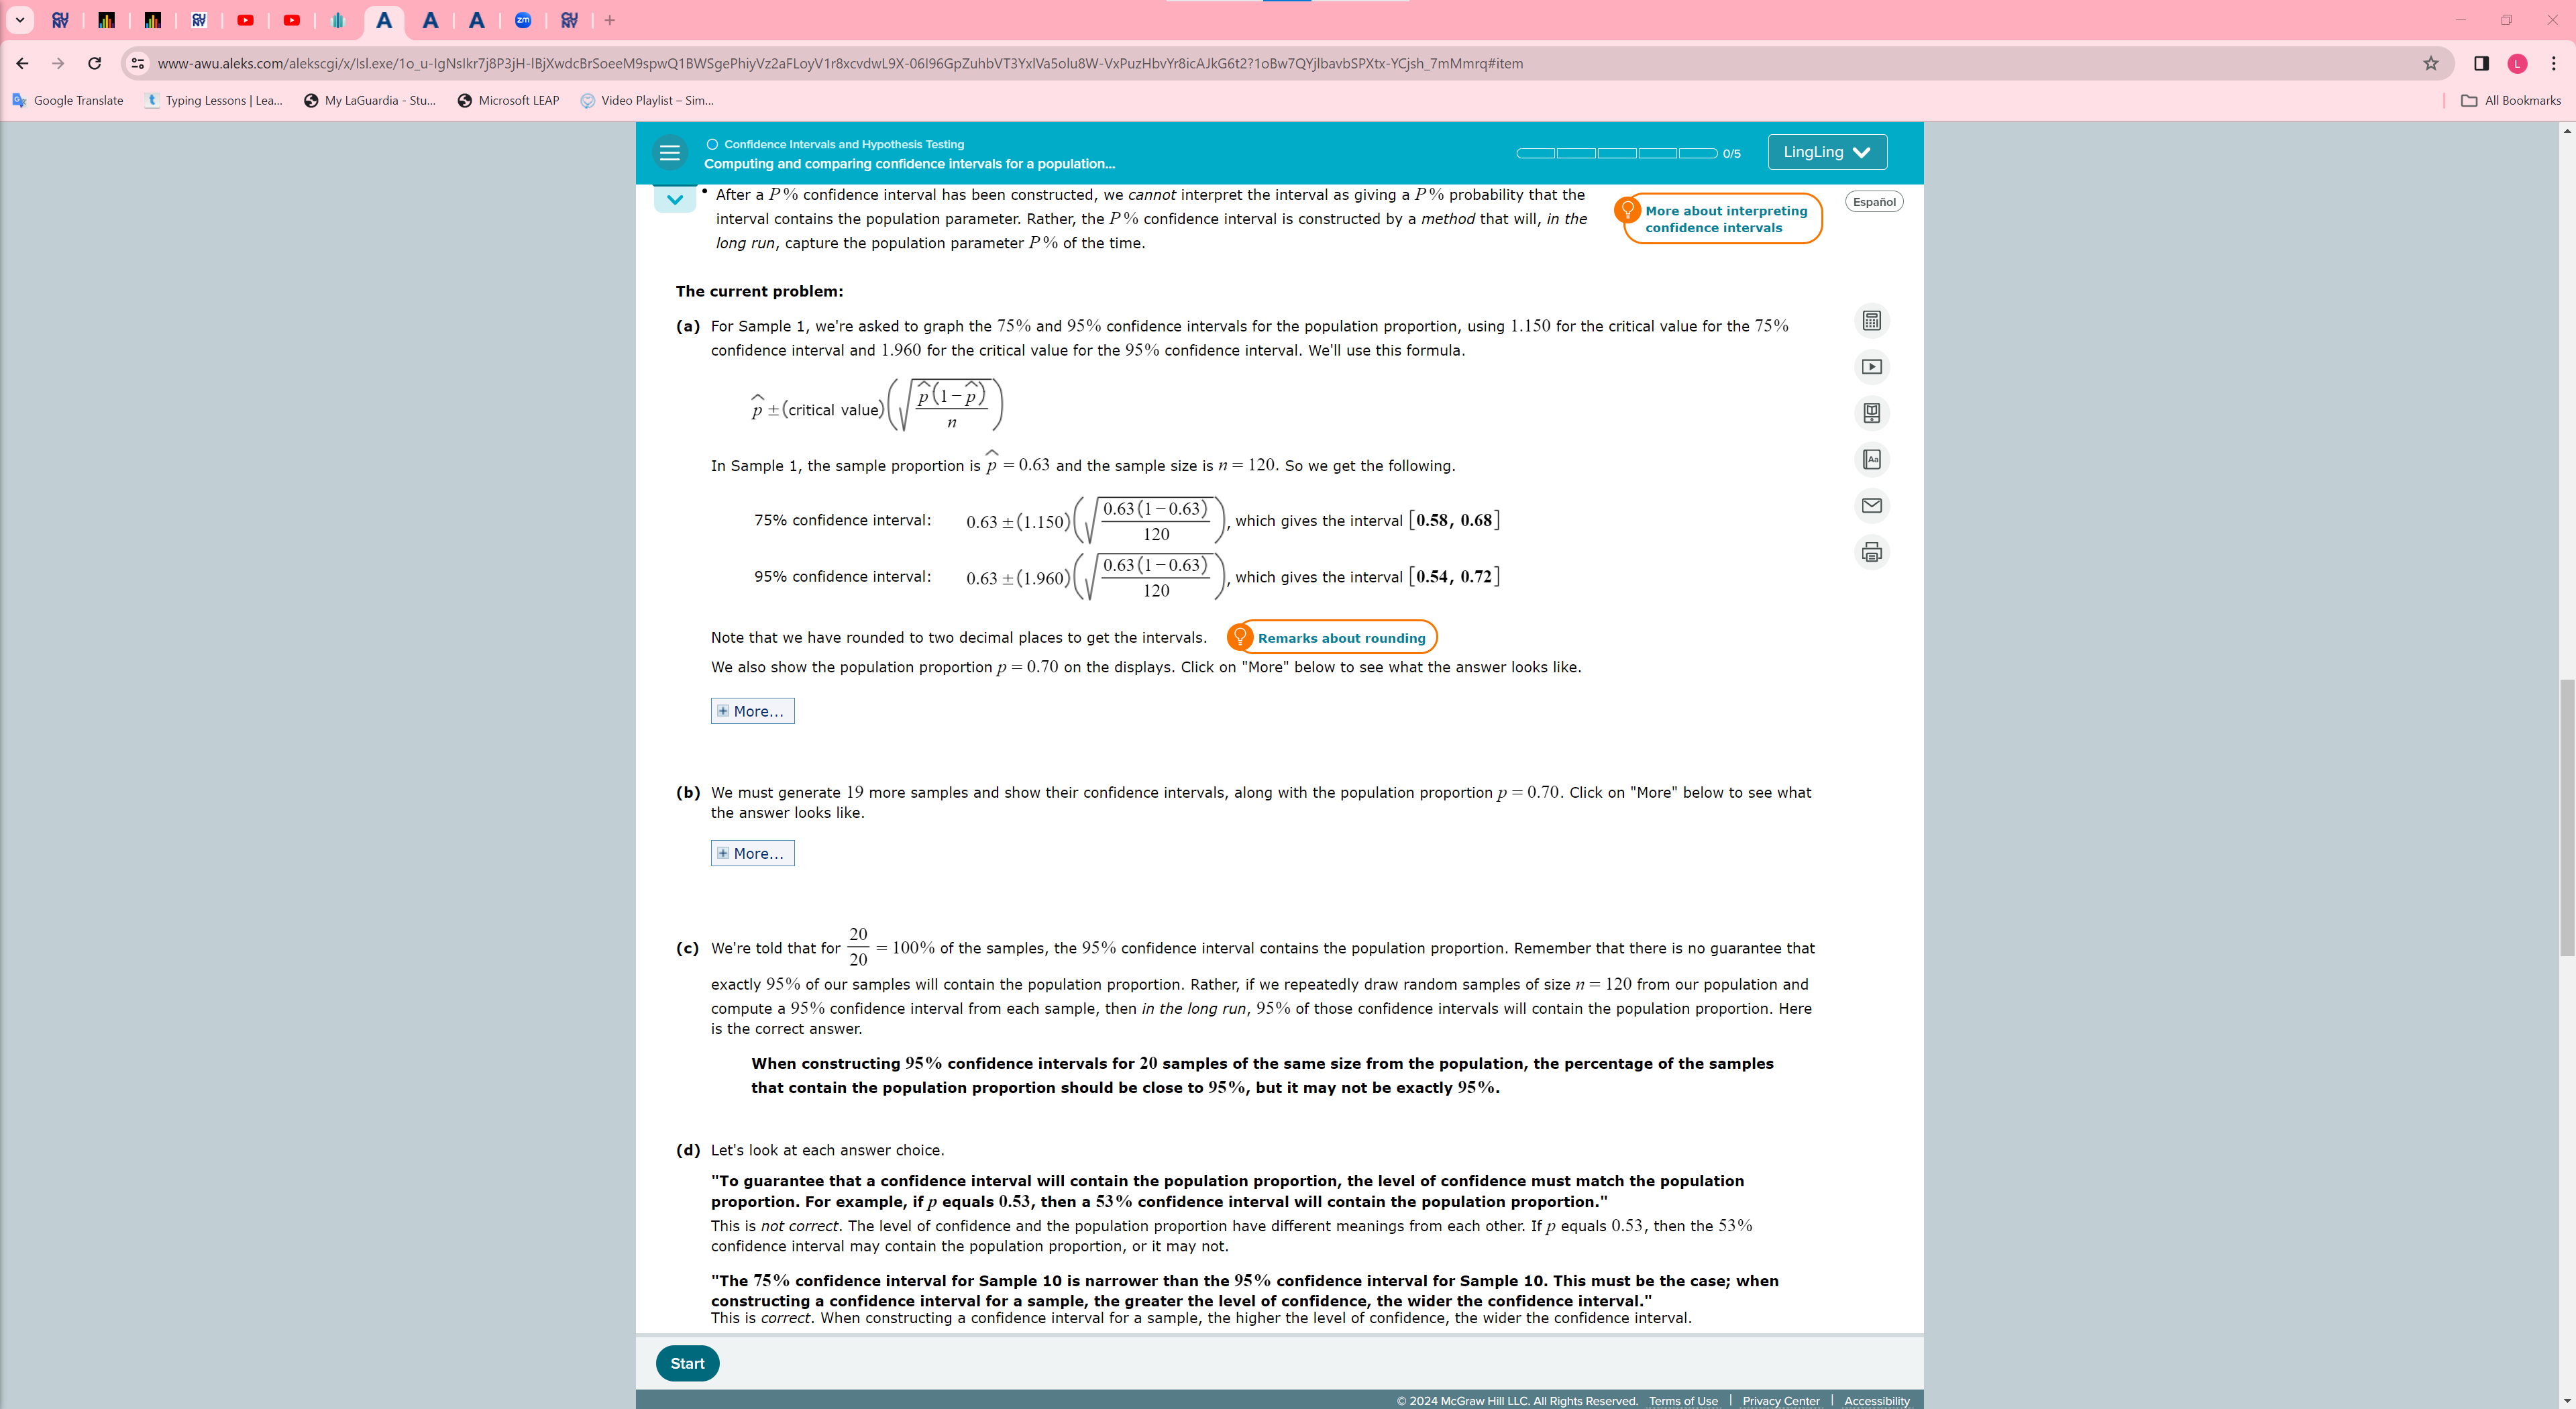 www-awu.aleks.com/alekscgi/x/Isl.exe/1o_u-IgNsIkr7j8P3jH-IBjXwdcBrSoeeM9spwQ1BWSgePhiyVz2aFLoyV1r8xcvdwL9X-06I96GpZuhbVT3YxlVa5olu8W-VxPuzHbvYr8icAJkG6t2?1oBw7QYjlbavbSPXtx-YCjsh_7mMmrq#item
Google Translate Typing Lessons | Lea... My LaGuardia - Stu... Microsoft LEAP Video Playlist – Sim... All Bookmarks
Confidence Intervals and Hypothesis Testing
Computing and comparing confidence intervals for a population...
0/5
LingLing
Español
• After a P% confidence interval has been constructed, we cannot interpret the interval as giving a P% probability that the
interval contains the population parameter. Rather, the P% confidence interval is constructed by a method that will, in the
long run, capture the population parameter P% of the time.
More about interpreting
confidence intervals
The current problem:
(a) For Sample 1, we're asked to graph the 75% and 95% confidence intervals for the population proportion, using 1.150 for the critical value for the 75%
confidence interval and 1.960 for the critical value for the 95% confidence interval. We'll use this formula.
p̂ ± (critical value)(√(p̂(1−p̂)/n))
In Sample 1, the sample proportion is p̂ = 0.63 and the sample size is n = 120. So we get the following.
75% confidence interval: 0.63 ± (1.150)(√(0.63(1−0.63)/120)), which gives the interval [0.58, 0.68]
95% confidence interval: 0.63 ± (1.960)(√(0.63(1−0.63)/120)), which gives the interval [0.54, 0.72]
Note that we have rounded to two decimal places to get the intervals. Remarks about rounding
We also show the population proportion p = 0.70 on the displays. Click on "More" below to see what the answer looks like.
+ More...
(b) We must generate 19 more samples and show their confidence intervals, along with the population proportion p = 0.70. Click on "More" below to see what
the answer looks like.
+ More...
(c) We're told that for 20/20 = 100% of the samples, the 95% confidence interval contains the population proportion. Remember that there is no guarantee that
exactly 95% of our samples will contain the population proportion. Rather, if we repeatedly draw random samples of size n = 120 from our population and
compute a 95% confidence interval from each sample, then in the long run, 95% of those confidence intervals will contain the population proportion. Here
is the correct answer.
When constructing 95% confidence intervals for 20 samples of the same size from the population, the percentage of the samples
that contain the population proportion should be close to 95%, but it may not be exactly 95%.
(d) Let's look at each answer choice.
"To guarantee that a confidence interval will contain the population proportion, the level of confidence must match the population
proportion. For example, if p equals 0.53, then a 53% confidence interval will contain the population proportion."
This is not correct. The level of confidence and the population proportion have different meanings from each other. If p equals 0.53, then the 53%
confidence interval may contain the population proportion, or it may not.
"The 75% confidence interval for Sample 10 is narrower than the 95% confidence interval for Sample 10. This must be the case; when
constructing a confidence interval for a sample, the greater the level of confidence, the wider the confidence interval."
This is correct. When constructing a confidence interval for a sample, the higher the level of confidence, the wider the confidence interval.
Start
© 2024 McGraw Hill LLC. All Rights Reserved. Terms of Use | Privacy Center | Accessibility